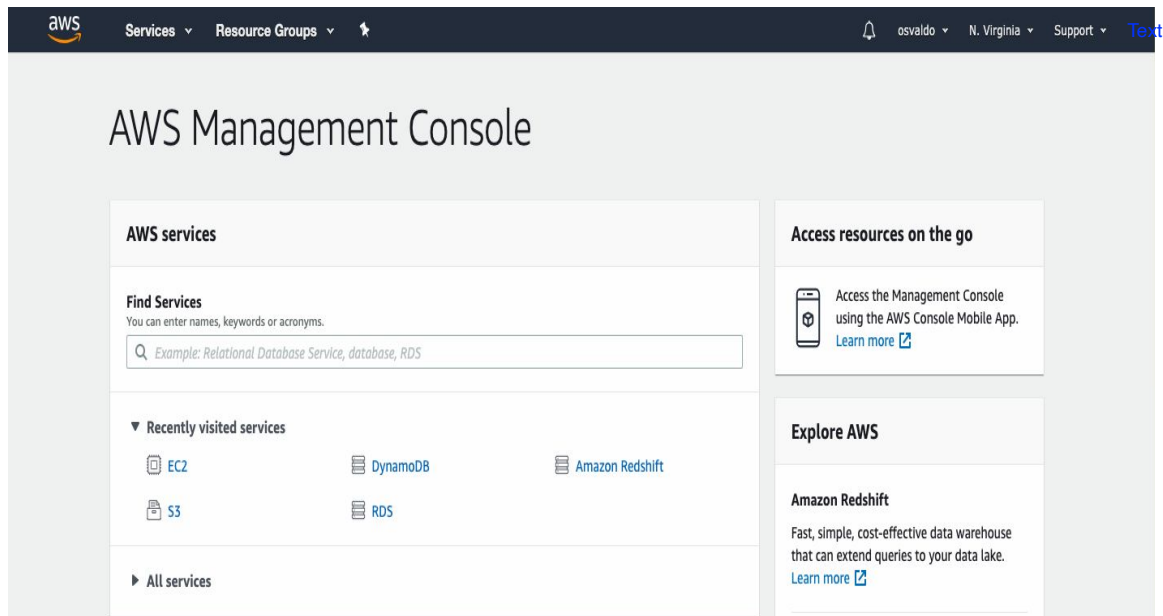 aws Services Resource Groups osvaldo N. Virginia Support Text
AWS Management Console
AWS services
Find Services
You can enter names, keywords or acronyms.
Example: Relational Database Service, database, RDS
Recently visited services
EC2 DynamoDB Amazon Redshift
S3 RDS
All services
Access resources on the go
Access the Management Console
using the AWS Console Mobile App.
Learn more
Explore AWS
Amazon Redshift
Fast, simple, cost-effective data warehouse
that can extend queries to your data lake.
Learn more